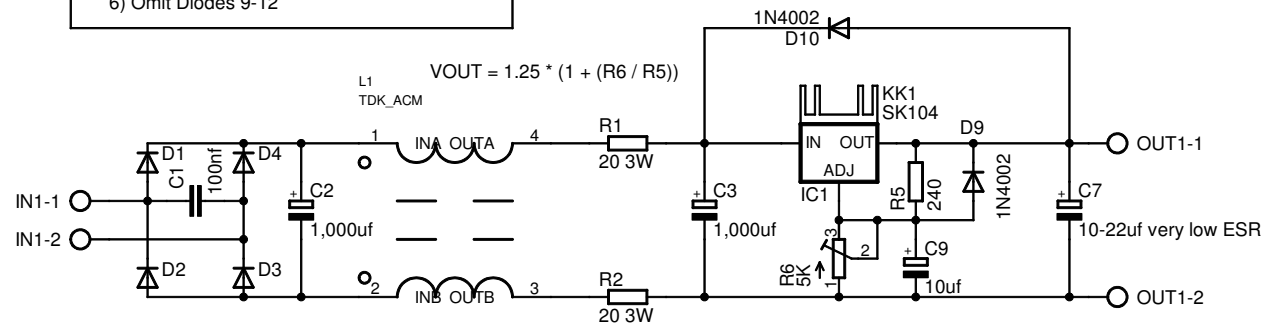 6) Omit Diodes 9-12
1N4002
D10
VOUT = 1.25 * (1 + (R6 / R5))
L1
TDK_ACM
KK1
SK104
1
INA OUTA
4
R1
20 3W
IN
OUT
ADJ
IC1
D9
1N4002
OUT1-1
D1
D4
C1
100nf
C2
+
1,000uf
IN1-1
IN1-2
D2
D3
C3
+
1,000uf
R5
240
C7
+
10-22uf very low ESR
R6
5K
3
2
1
C9
+
10uf
2
INB OUTB
3
R2
20 3W
OUT1-2